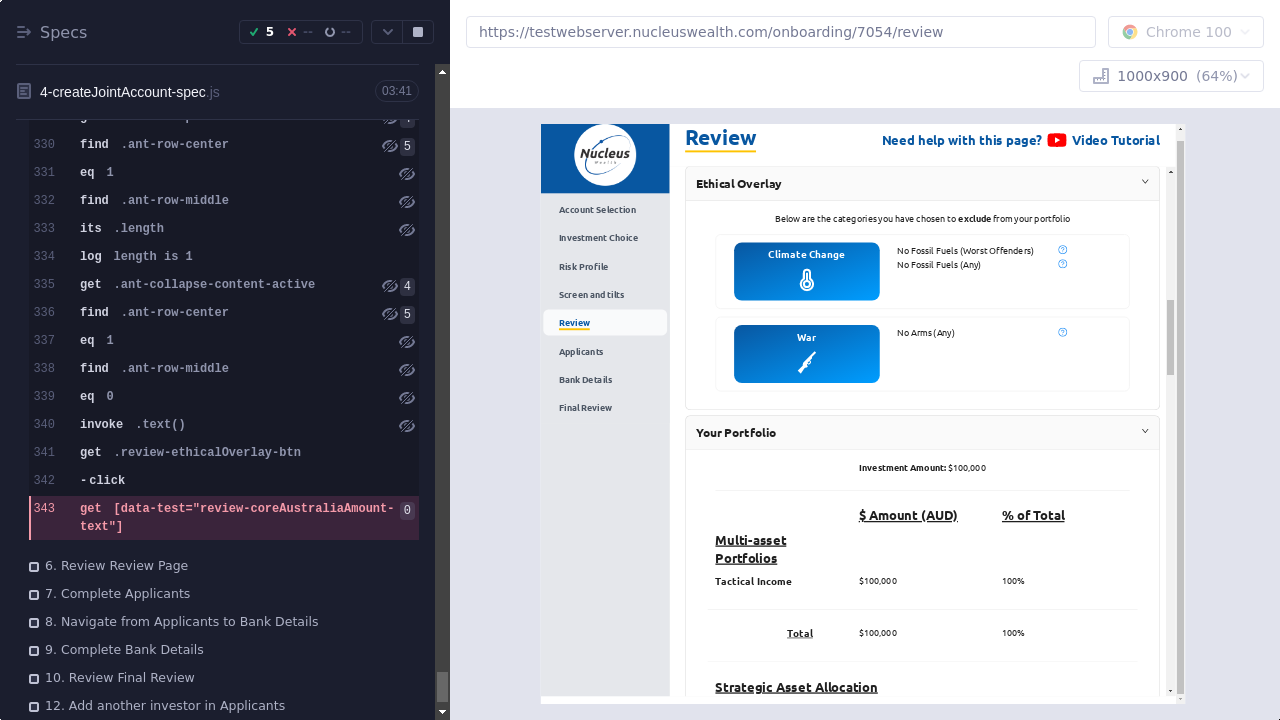 Specs
5 -- --
4-createJointAccount-spec.js 03:41
330 find .ant-row-center 5
331 eq 1
332 find .ant-row-middle
333 its .length
334 log length is 1
335 get .ant-collapse-content-active 4
336 find .ant-row-center 5
337 eq 1
338 find .ant-row-middle
339 eq 0
340 invoke .text()
341 get .review-ethicalOverlay-btn
342 -click
343 get [data-test="review-coreAustraliaAmount-text"] 0
6. Review Review Page
7. Complete Applicants
8. Navigate from Applicants to Bank Details
9. Complete Bank Details
10. Review Final Review
12. Add another investor in Applicants
https://testwebserver.nucleuswealth.com/onboarding/7054/review
Chrome 100
1000x900 (64%)
Nucleus
Wealth
Account Selection
Investment Choice
Risk Profile
Screen and tilts
Review
Applicants
Bank Details
Final Review
Review
Need help with this page? Video Tutorial
Ethical Overlay
Below are the categories you have chosen to exclude from your portfolio
Climate Change
No Fossil Fuels (Worst Offenders)
No Fossil Fuels (Any)
War
No Arms (Any)
Your Portfolio
Investment Amount: $100,000
$ Amount (AUD) % of Total
Multi-asset
Portfolios
Tactical Income $100,000 100%
Total $100,000 100%
Strategic Asset Allocation